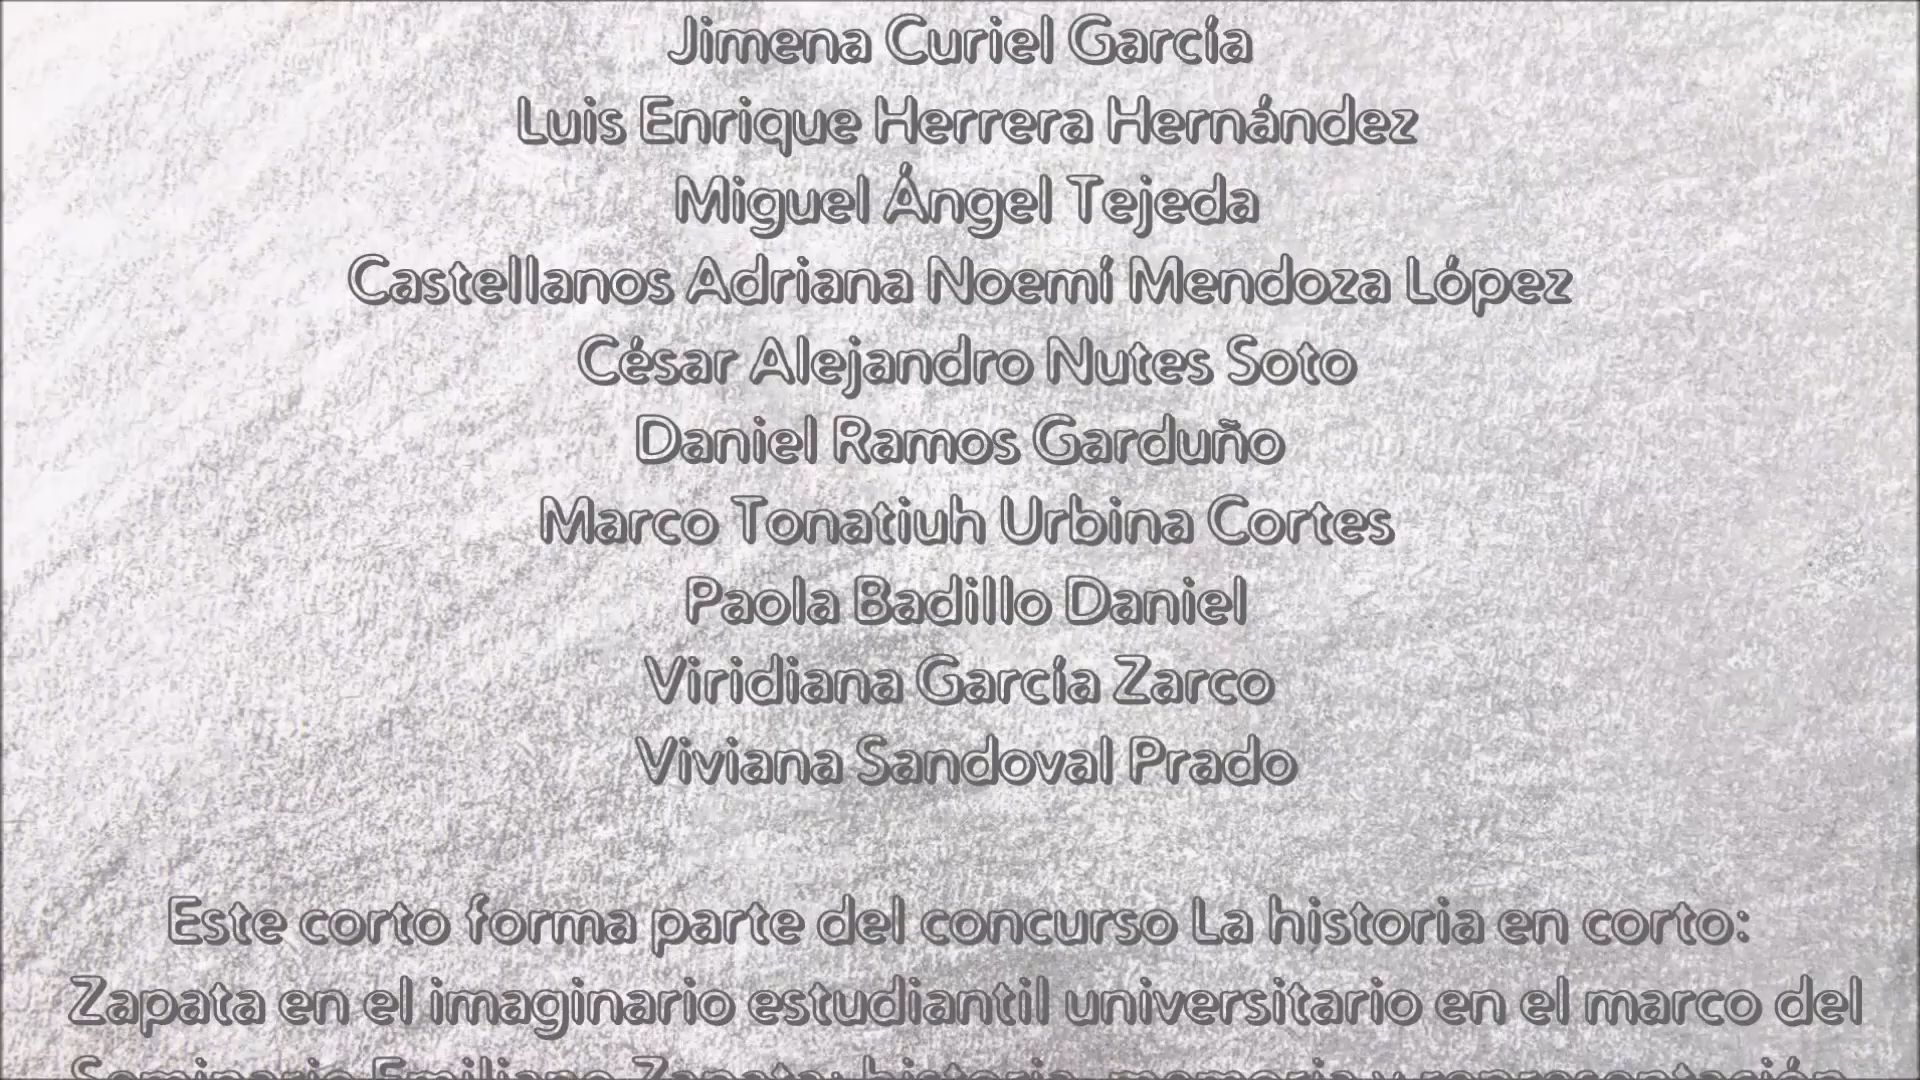 Jimena Curiel García
Luis Enrique Herrera Hernández
Miguel Ángel Tejeda
Castellanos Adriana Noemí Mendoza López
César Alejandro Nutes Soto
Daniel Ramos Garduño
Marco Tonatiuh Urbina Cortes
Paola Badillo Daniel
Viridiana García Zarco
Viviana Sandoval Prado
Este corto forma parte del concurso La historia en corto:
Zapata en el imaginario estudiantil universitario en el marco del
Seminario Emiliano Zapata: historia, memoria y representación